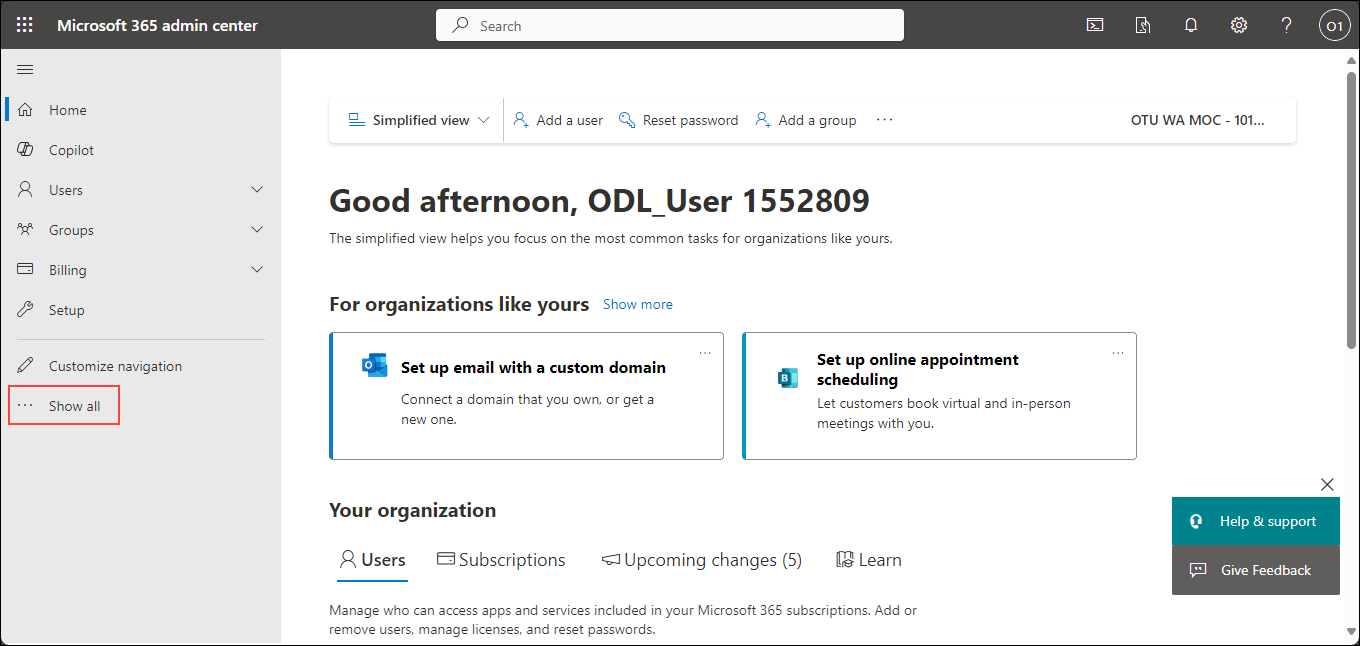 Microsoft 365 admin center
Search
O1
Home
Copilot
Users
Groups
Billing
Setup
Customize navigation
Show all
Simplified view
Add a user
Reset password
Add a group
OTU WA MOC - 101...
Good afternoon, ODL_User 1552809
The simplified view helps you focus on the most common tasks for organizations like yours.
For organizations like yours Show more
Set up email with a custom domain
Connect a domain that you own, or get a
new one.
Set up online appointment
scheduling
Let customers book virtual and in-person
meetings with you.
Your organization
Users
Subscriptions
Upcoming changes (5)
Learn
Manage who can access apps and services included in your Microsoft 365 subscriptions. Add or
remove users, manage licenses, and reset passwords.
Help & support
Give Feedback